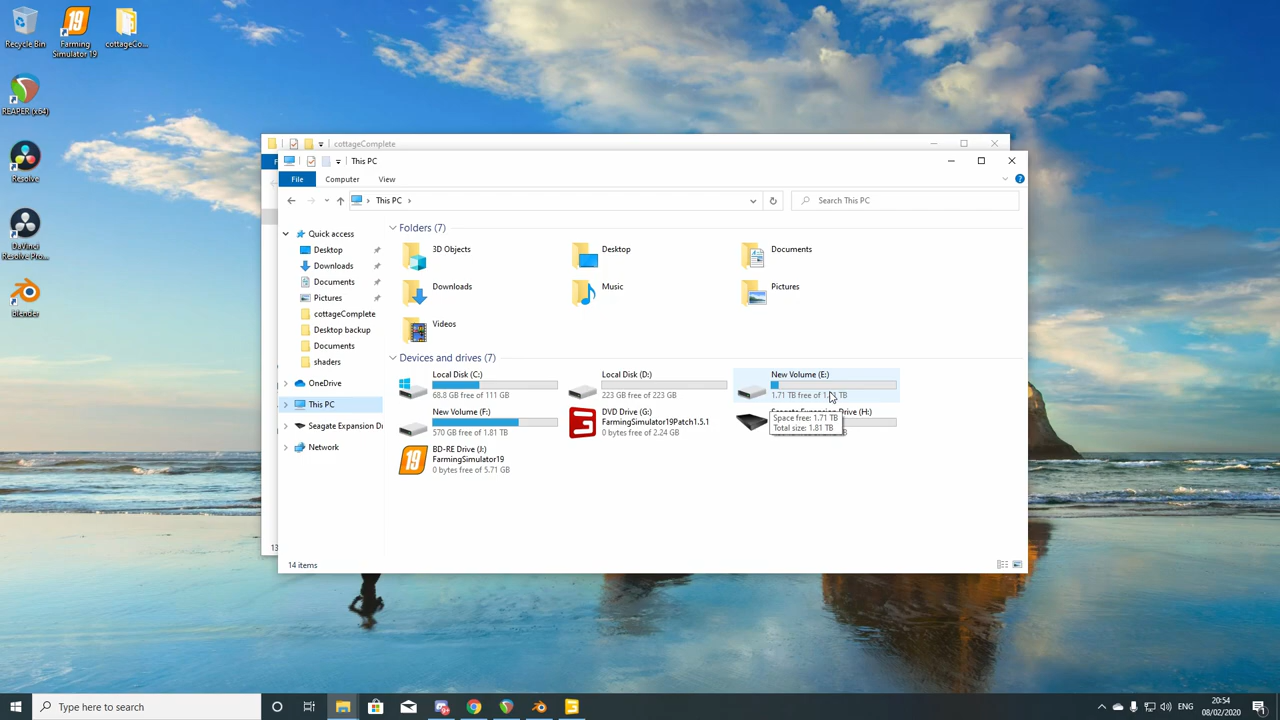 Recycle Bin
Farming
Simulator 19
cottageCo...
REAPER (x64)
Resolve
DaVinci
Resolve Pro...
Blender
cottageComplete
This PC
File
Computer
View
This PC
Search This PC
Quick access
Desktop
Downloads
Documents
Pictures
cottageComplete
Desktop backup
Documents
shaders
OneDrive
This PC
Seagate Expansion Dr
Network
Folders (7)
3D Objects
Desktop
Documents
Downloads
Music
Pictures
Videos
Devices and drives (7)
Local Disk (C:)
68.8 GB free of 111 GB
Local Disk (D:)
223 GB free of 223 GB
New Volume (E:)
1.71 TB free of TB
New Volume (F:)
570 GB free of 1.81 TB
DVD Drive (G:)
FarmingSimulator19Patch1.5.1
0 bytes free of 2.24 GB
Seagate Expansion Drive (H:)
Space free: 1.71 TB
Total size: 1.81 TB
BD-RE Drive (J:)
19
FarmingSimulator19
0 bytes free of 5.71 GB
13
14 items
Type here to search
ENG
20:54
08/02/2020